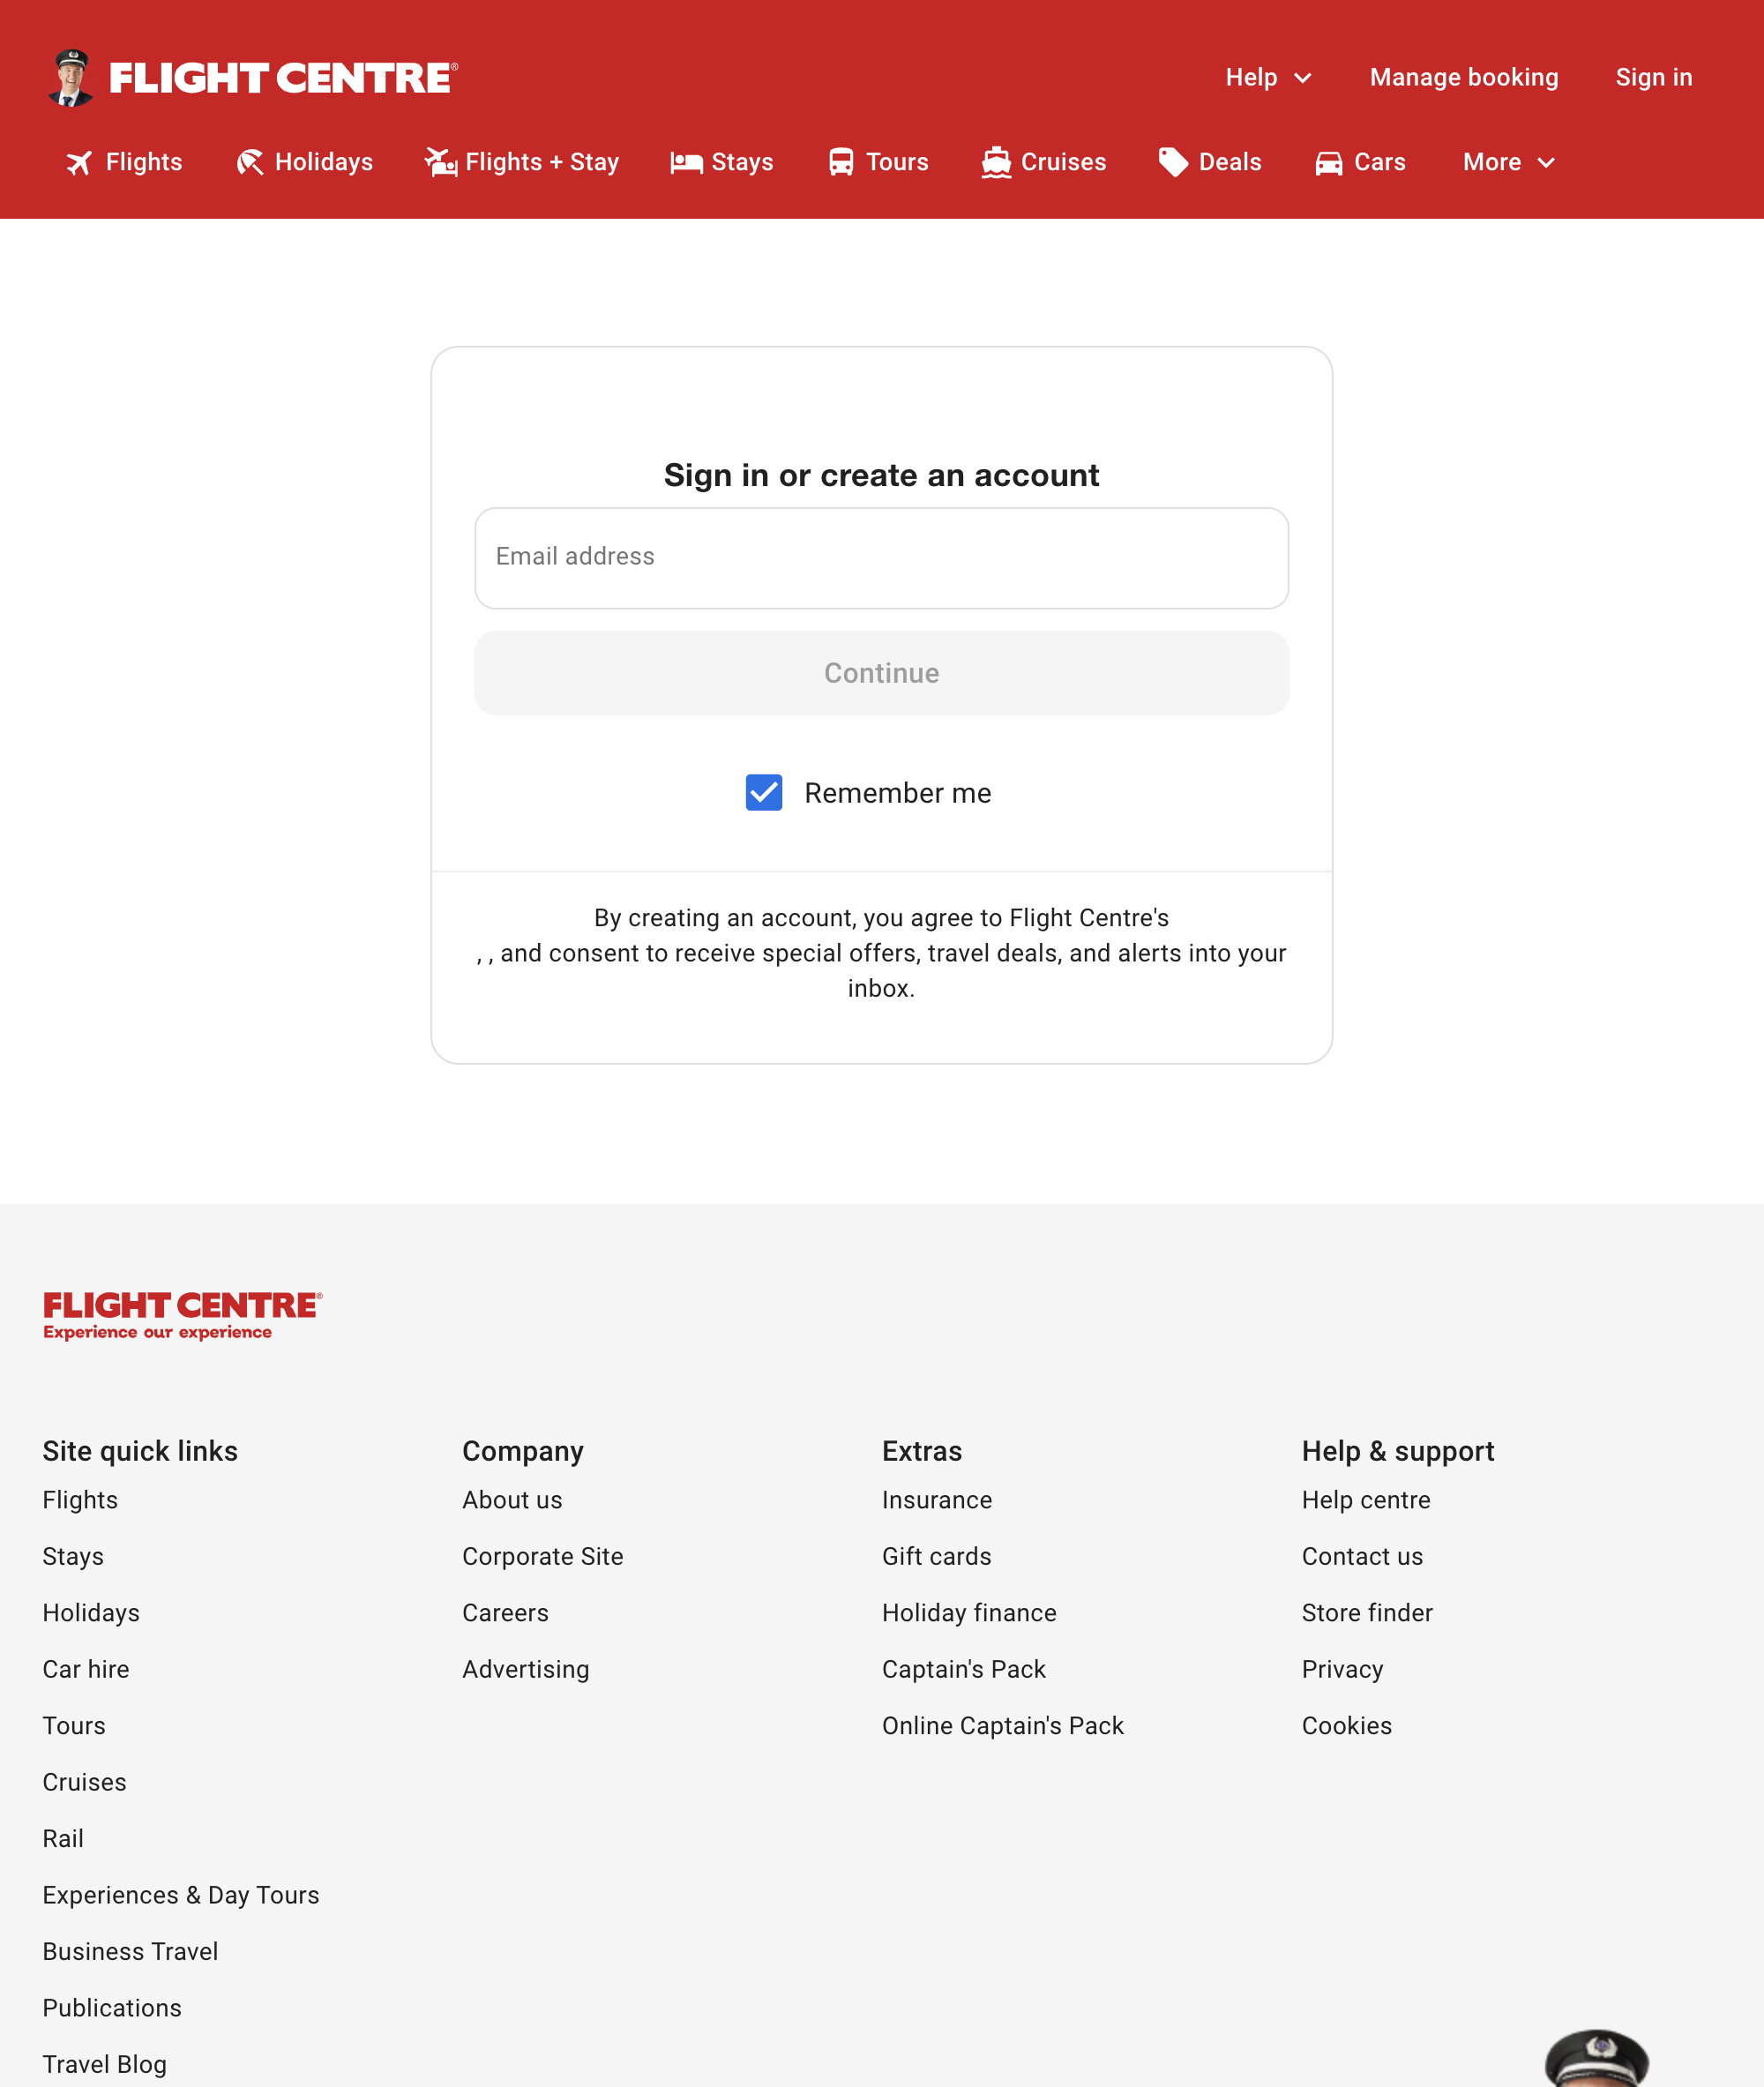 FLIGHT CENTRE®
Help
Manage booking
Sign in
Flights
Holidays
Flights + Stay
Stays
Tours
Cruises
Deals
Cars
More
Sign in or create an account
Email address
Continue
Remember me
By creating an account, you agree to Flight Centre's
, , and consent to receive special offers, travel deals, and alerts into your
inbox.
FLIGHT CENTRE®
Experience our experience
Site quick links
Flights
Stays
Holidays
Car hire
Tours
Cruises
Rail
Experiences & Day Tours
Business Travel
Publications
Travel Blog
Company
About us
Corporate Site
Careers
Advertising
Extras
Insurance
Gift cards
Holiday finance
Captain's Pack
Online Captain's Pack
Help & support
Help centre
Contact us
Store finder
Privacy
Cookies